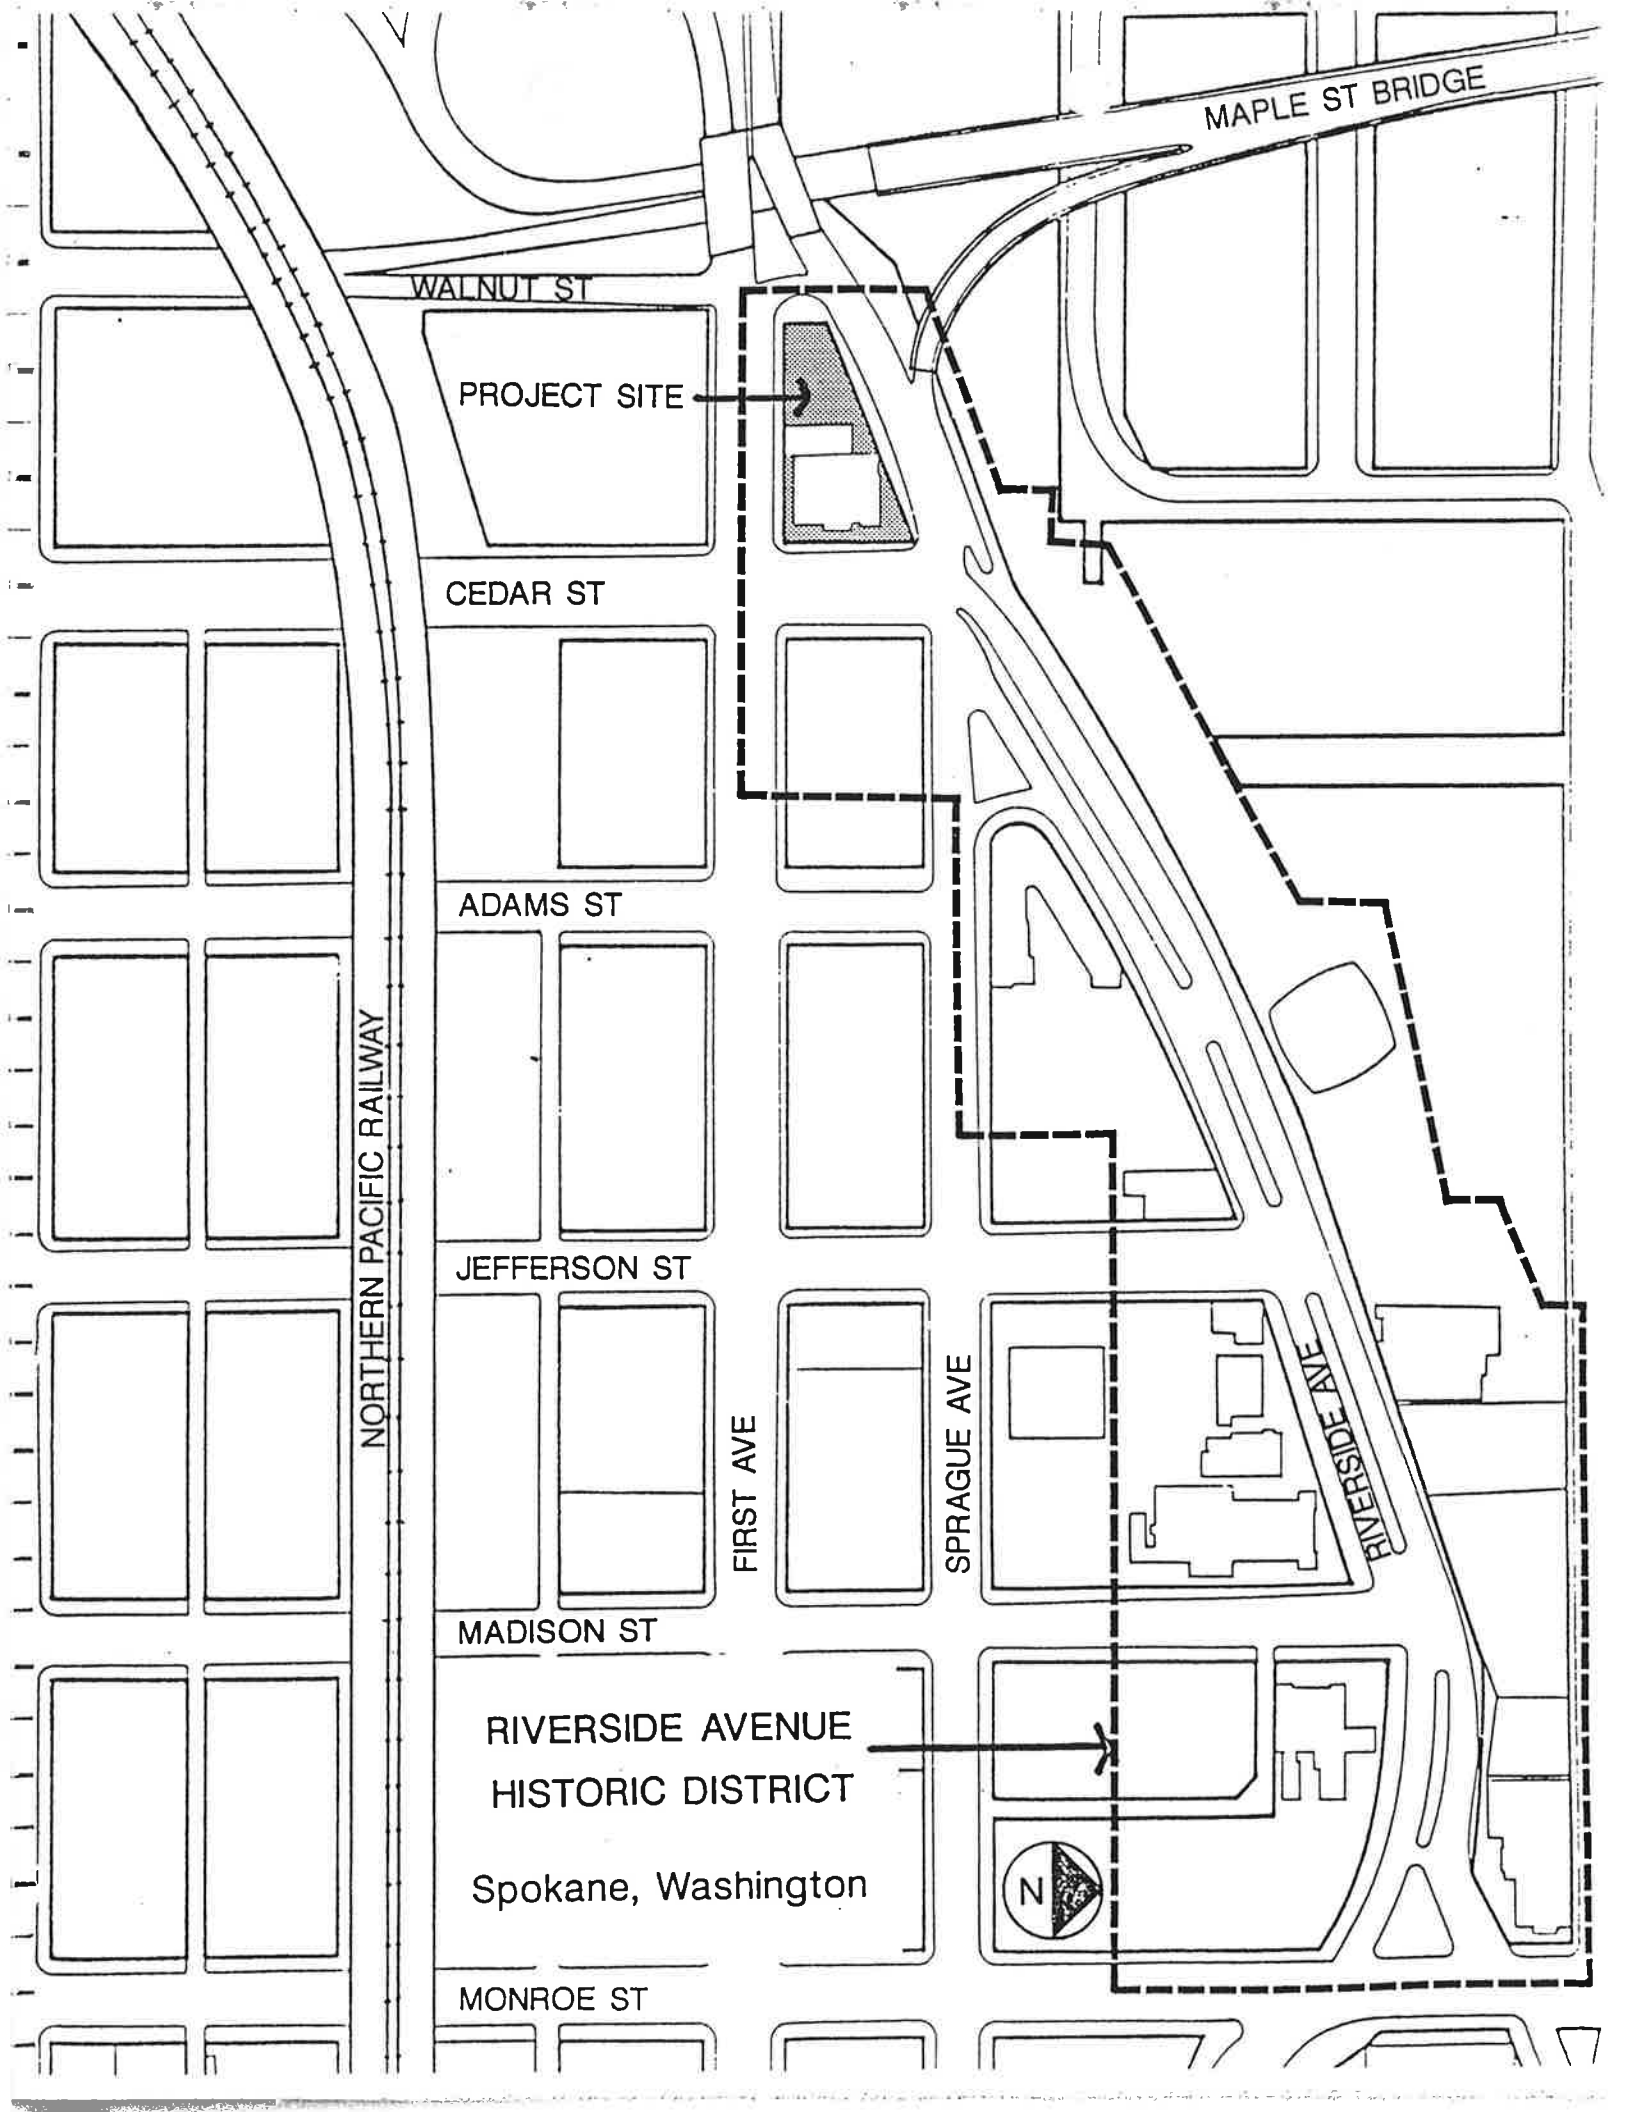 MAPLE ST BRIDGE
WALNUT ST
PROJECT SITE
CEDAR ST
ADAMS ST
NORTHERN PACIFIC RAILWAY
JEFFERSON ST
FIRST AVE
SPRAGUE AVE
RIVERSIDE AVE
MADISON ST
RIVERSIDE AVENUE
HISTORIC DISTRICT
Spokane, Washington
N
MONROE ST